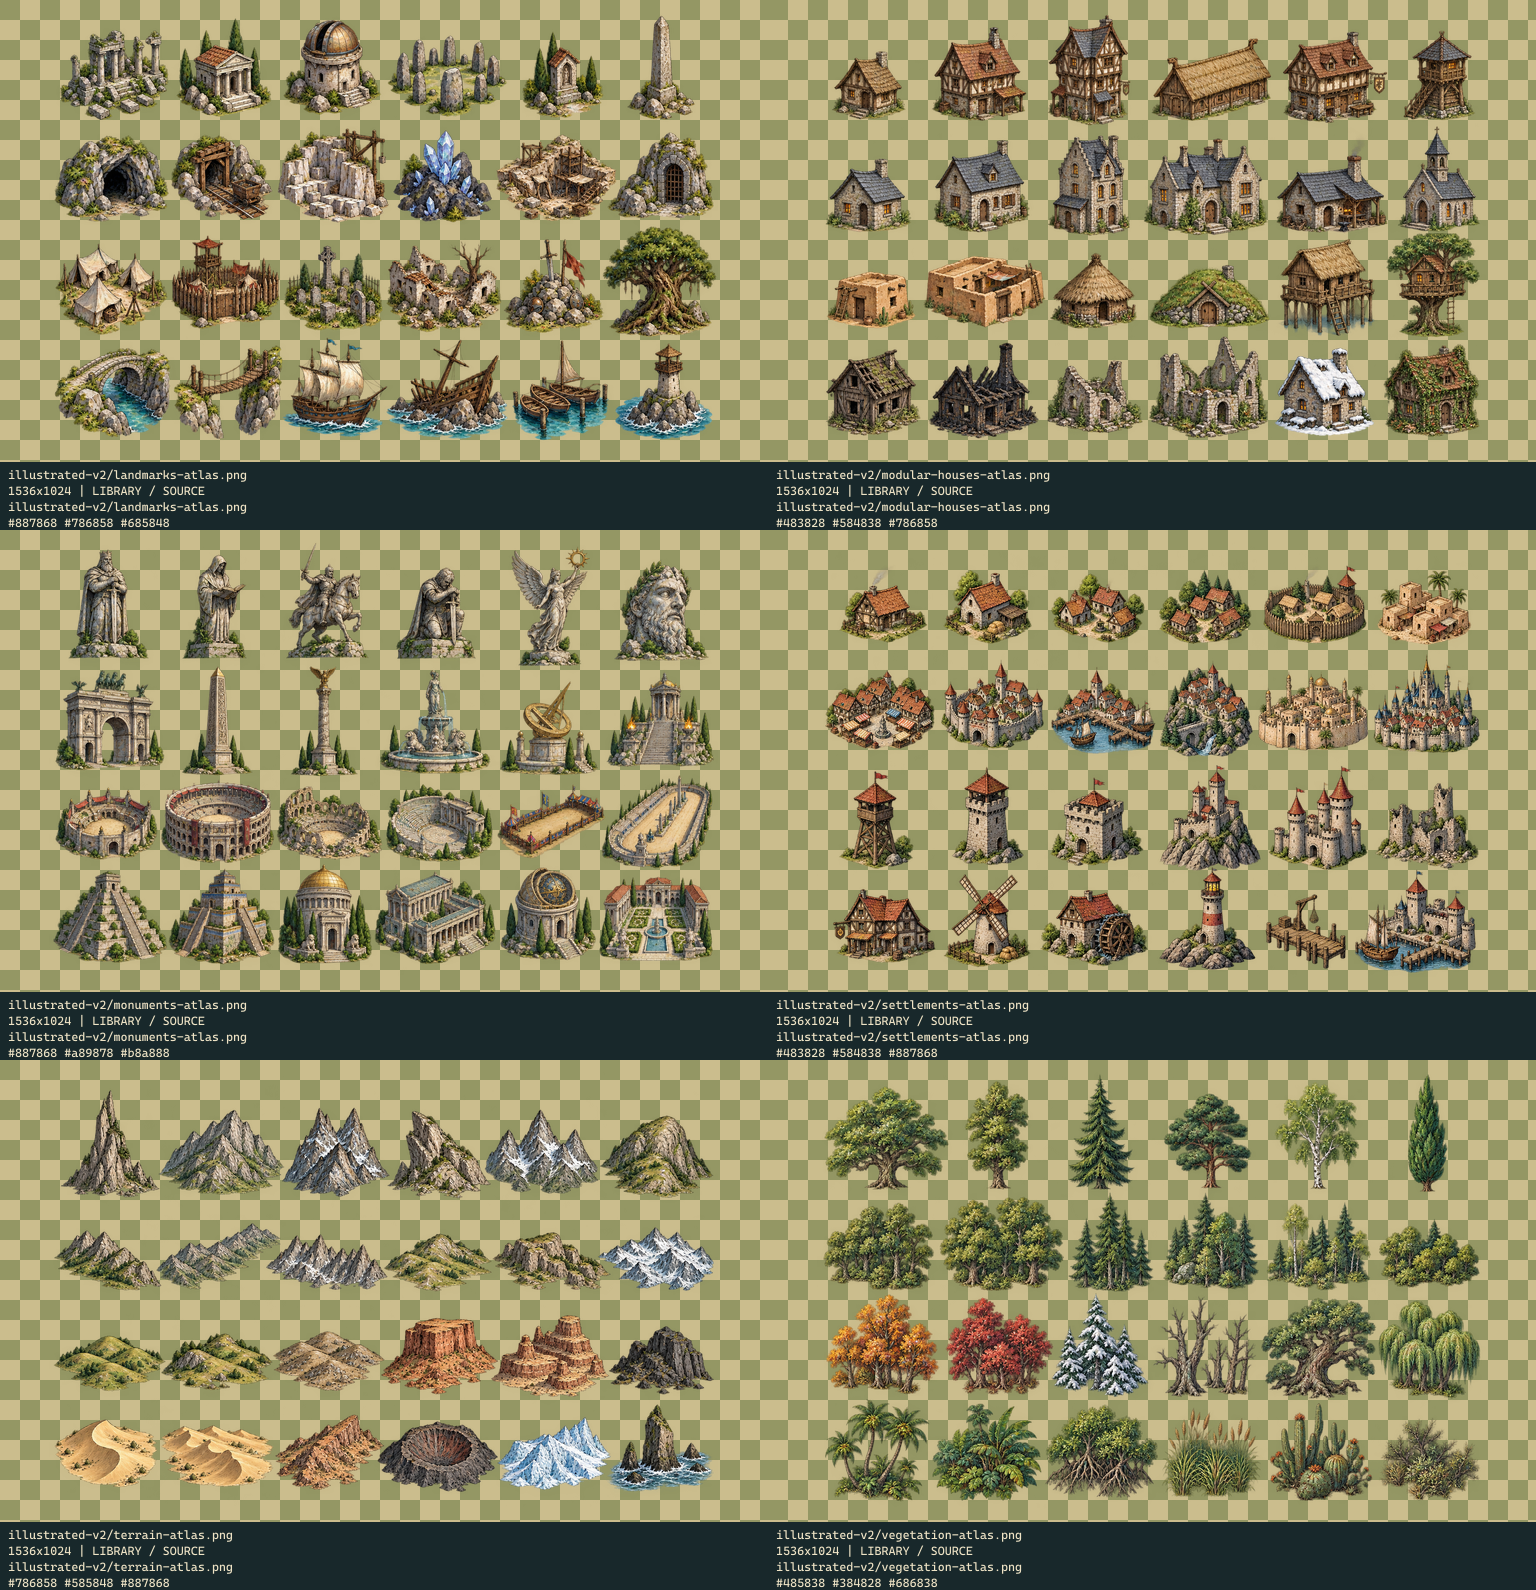 illustrated-v2/landmarks-atlas.png
1536x1024 | LIBRARY / SOURCE
illustrated-v2/landmarks-atlas.png
#887868 #786858 #685848
illustrated-v2/modular-houses-atlas.png
1536x1024 | LIBRARY / SOURCE
illustrated-v2/modular-houses-atlas.png
#483828 #584838 #786858
illustrated-v2/monuments-atlas.png
1536x1024 | LIBRARY / SOURCE
illustrated-v2/monuments-atlas.png
#887868 #a89878 #b8a888
illustrated-v2/settlements-atlas.png
1536x1024 | LIBRARY / SOURCE
illustrated-v2/settlements-atlas.png
#483828 #584838 #887868
illustrated-v2/terrain-atlas.png
1536x1024 | LIBRARY / SOURCE
illustrated-v2/terrain-atlas.png
#786858 #585848 #887868
illustrated-v2/vegetation-atlas.png
1536x1024 | LIBRARY / SOURCE
illustrated-v2/vegetation-atlas.png
#485838 #384828 #686838